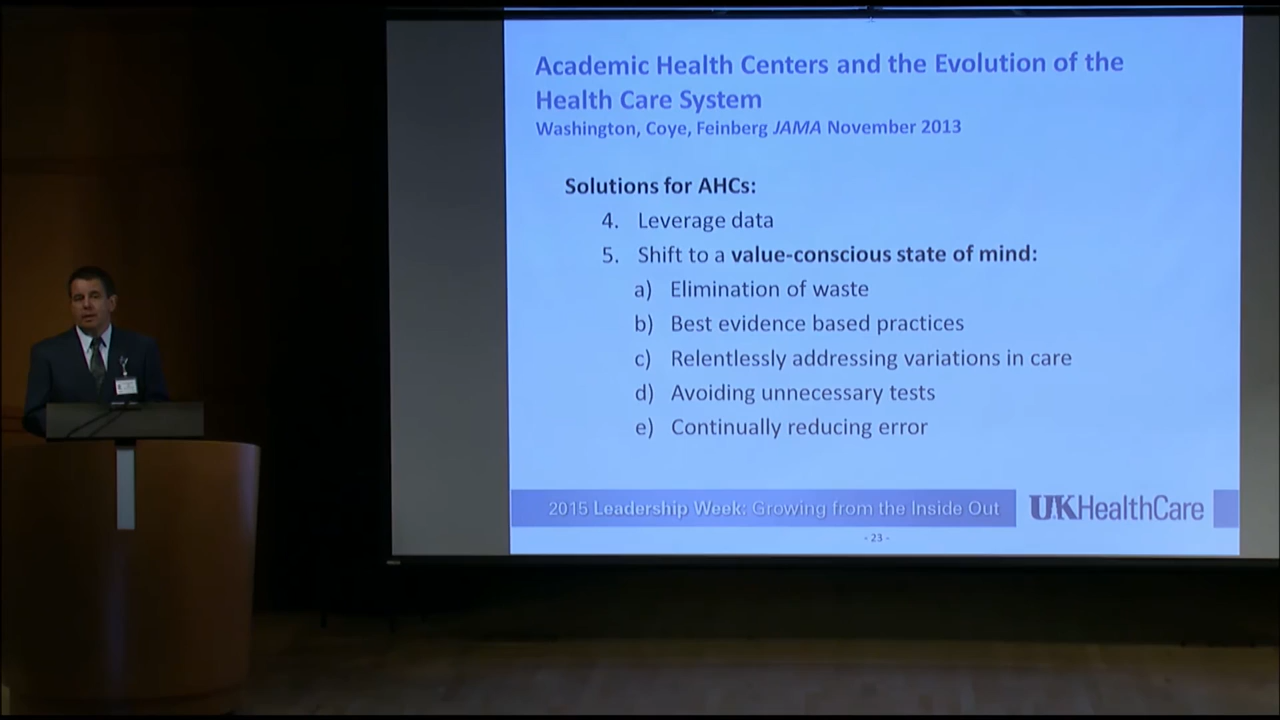 Academic Health Centers and the Evolution of the
Health Care System
Washington, Coye, Feinberg JAMA November 2013
Solutions for AHCs:
4. Leverage data
5. Shift to a value-conscious state of mind:
a) Elimination of waste
b) Best evidence based practices
c) Relentlessly addressing variations in care
d) Avoiding unnecessary tests
e) Continually reducing error
2015 Leadership Week: Growing from the Inside Out
UKHealthCare
- 23 -